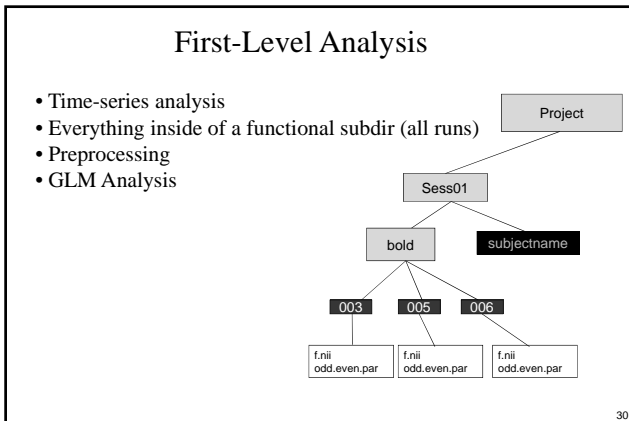 First-Level Analysis
• Time-series analysis
• Everything inside of a functional subdir (all runs)
• Preprocessing
• GLM Analysis
Project
Sess01
bold
subjectname
003
005
006
f.nii
odd.even.par
f.nii
odd.even.par
f.nii
odd.even.par
30